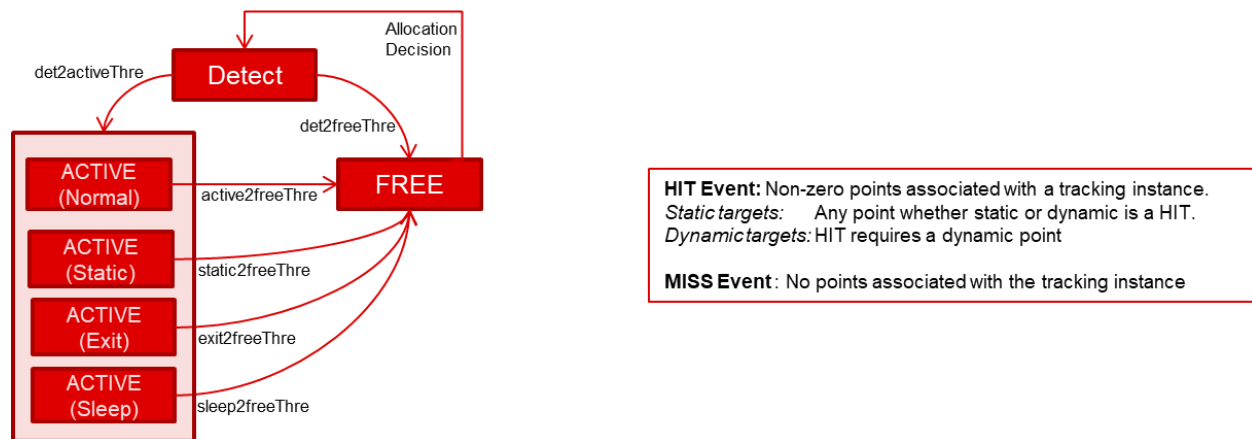 Allocation
Decision
det2activeThre
Detect
det2freeThre
ACTIVE
(Normal)
active2freeThre
FREE
ACTIVE
(Static)
static2freeThre
ACTIVE
(Exit)
exit2freeThre
ACTIVE
(Sleep)
sleep2freeThre
HIT Event: Non-zero points associated with a tracking instance.
Static targets: Any point whether static or dynamic is a HIT.
Dynamic targets: HIT requires a dynamic point
MISS Event : No points associated with the tracking instance